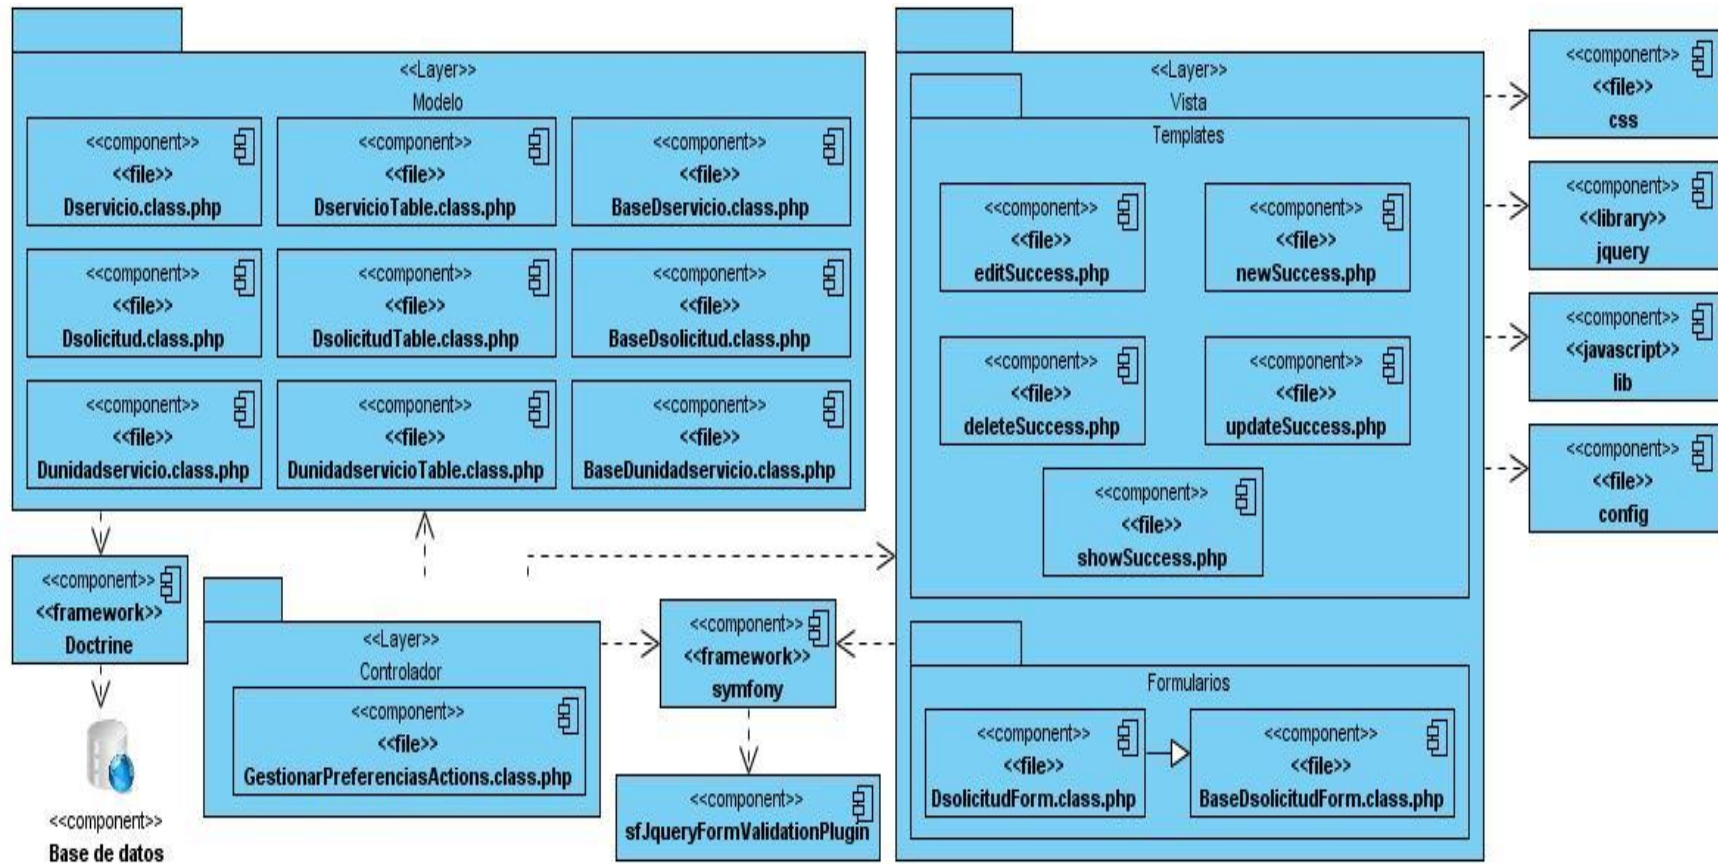 <<Layer>>
Modelo
<<component>>
<<file>>
Dservicio.class.php
<<component>>
<<file>>
DservicioTable.class.php
<<component>>
<<file>>
BaseDservicio.class.php
<<component>>
<<file>>
Dsolicitud.class.php
<<component>>
<<file>>
DsolicitudTable.class.php
<<component>>
<<file>>
BaseDsolicitud.class.php
<<component>>
<<file>>
Dunidadservicio.class.php
<<component>>
<<file>>
DunidadservicioTable.class.php
<<component>>
<<file>>
BaseDunidadservicio.class.php
<<component>>
<<framework>>
Doctrine
<<component>>
Base de datos
<<Layer>>
Controlador
<<component>>
<<file>>
GestionarPreferenciasActions.class.php
<<component>>
<<framework>>
symfony
<<component>>
sfJqueryFormValidationPlugin
<<Layer>>
Vista
Templates
<<component>>
<<file>>
editSuccess.php
<<component>>
<<file>>
newSuccess.php
<<component>>
<<file>>
deleteSuccess.php
<<component>>
<<file>>
updateSuccess.php
<<component>>
<<file>>
showSuccess.php
Formularios
<<component>>
<<file>>
DsolicitudForm.class.php
<<component>>
<<file>>
BaseDsolicitudForm.class.php
<<component>>
<<file>>
css
<<component>>
<<library>>
jquery
<<component>>
<<javascript>>
lib
<<component>>
<<file>>
config